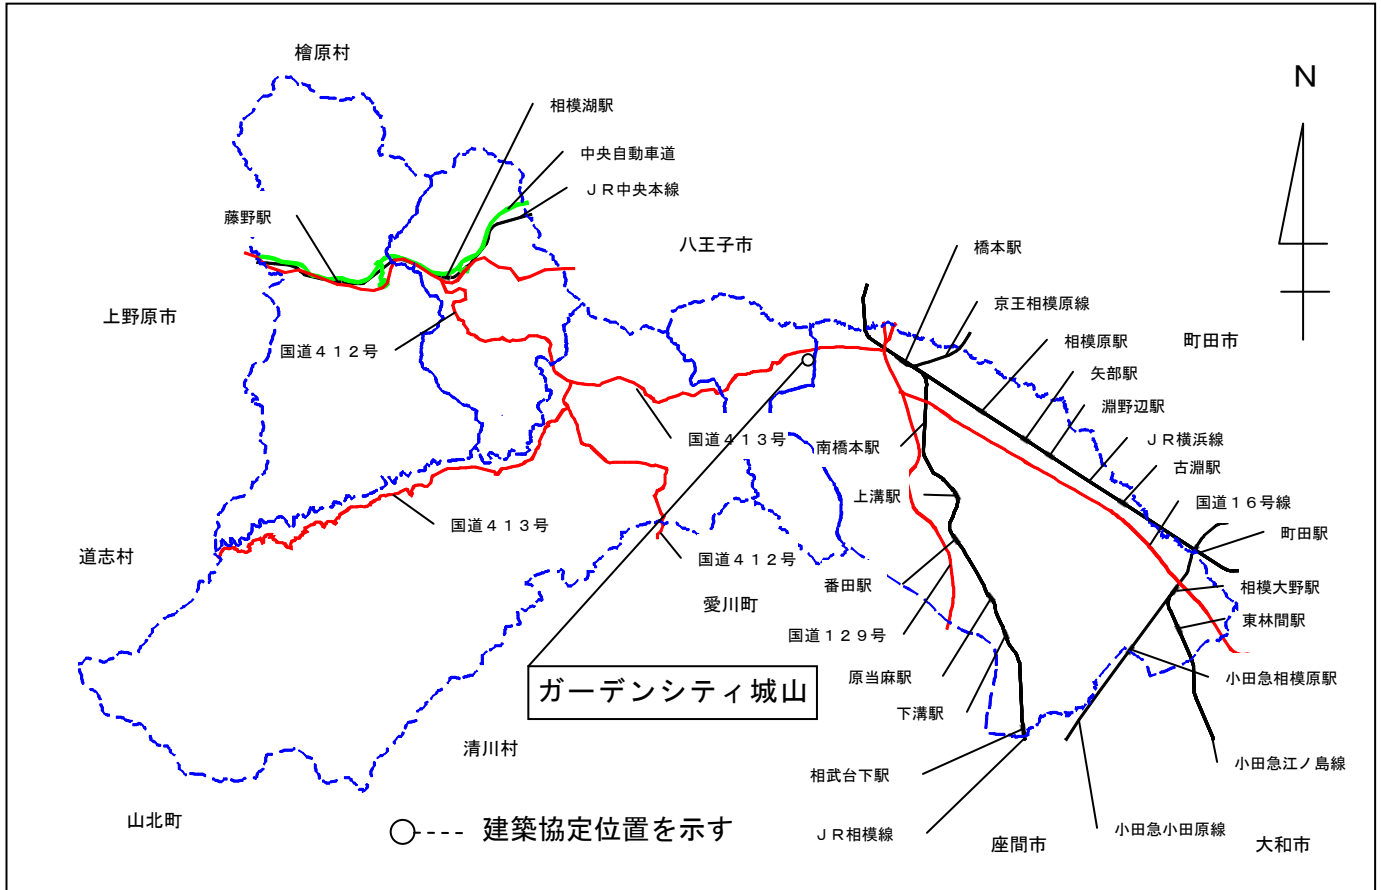 檜原村
N
相模湖駅
中央自動車道
ＪＲ中央本線
藤野駅
八王子市
橋本駅
京王相模原線
上野原市
相模原駅
町田市
国道４１２号
矢部駅
淵野辺駅
国道４１３号
南橋本駅
ＪＲ横浜線
古淵駅
上溝駅
国道１６号線
国道４１３号
町田駅
道志村
国道４１２号
番田駅
相模大野駅
愛川町
東林間駅
国道１２９号
原当麻駅
小田急相模原駅
ガーデンシティ城山
下溝駅
清川村
小田急江ノ島線
相武台下駅
山北町
建築協定位置を示す
ＪＲ相模線
小田急小田原線
座間市
大和市